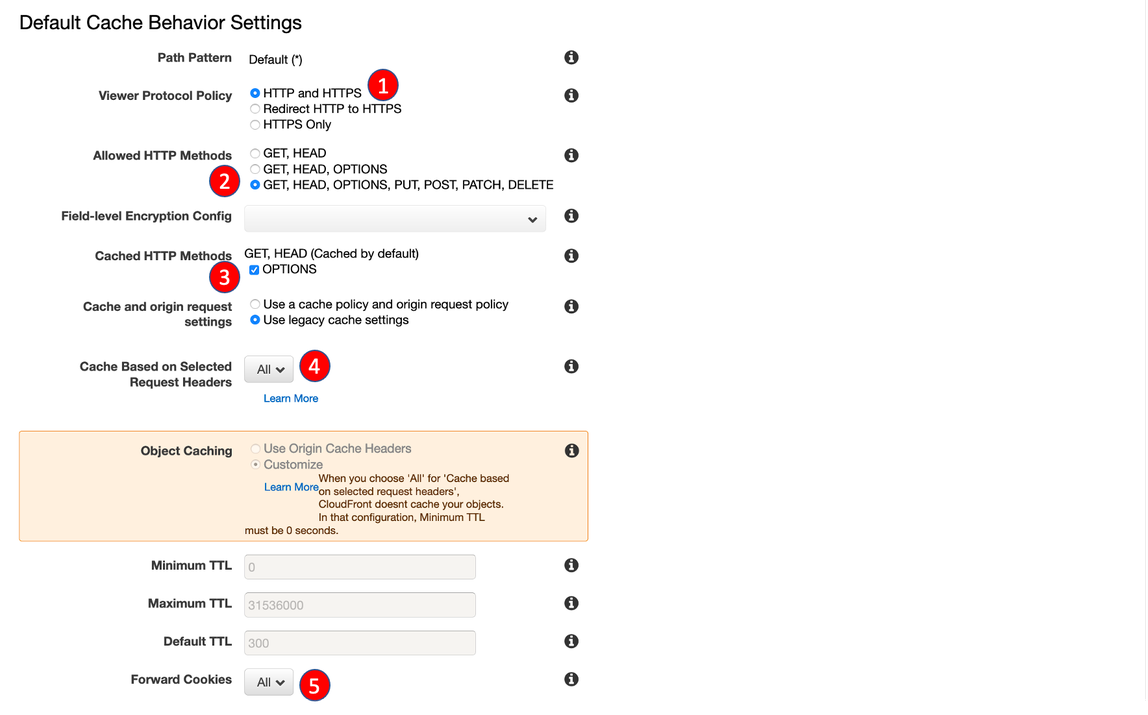 Default Cache Behavior Settings
Path Pattern Default (*)
Viewer Protocol Policy HTTP and HTTPS 1
Redirect HTTP to HTTPS
HTTPS Only
Allowed HTTP Methods GET, HEAD
GET, HEAD, OPTIONS
2 GET, HEAD, OPTIONS, PUT, POST, PATCH, DELETE
Field-level Encryption Config
Cached HTTP Methods GET, HEAD (Cached by default)
3 OPTIONS
Cache and origin request Use a cache policy and origin request policy
settings Use legacy cache settings
Cache Based on Selected All 4
Request Headers
Learn More
Object Caching Use Origin Cache Headers
Customize
When you choose 'All' for 'Cache based
Learn More on selected request headers',
CloudFront doesnt cache your objects.
In that configuration, Minimum TTL
must be 0 seconds.
Minimum TTL 0
Maximum TTL 31536000
Default TTL 300
Forward Cookies All 5